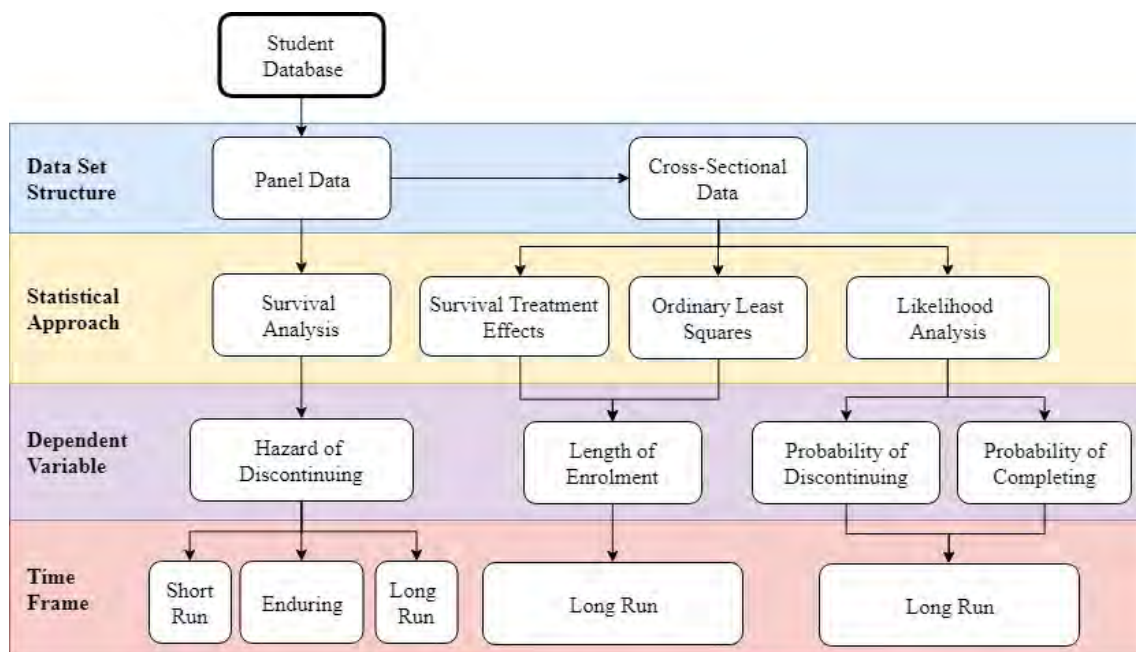 Student
Database
Data Set
Structure
Panel Data
Cross-Sectional
Data
Statistical
Approach
Survival
Analysis
Survival Treatment
Effects
Ordinary Least
Squares
Likelihood
Analysis
Dependent
Variable
Hazard of
Discontinuing
Length of
Enrolment
Probability of
Discontinuing
Probability of
Completing
Time
Frame
Short
Run
Enduring
Long
Run
Long Run
Long Run